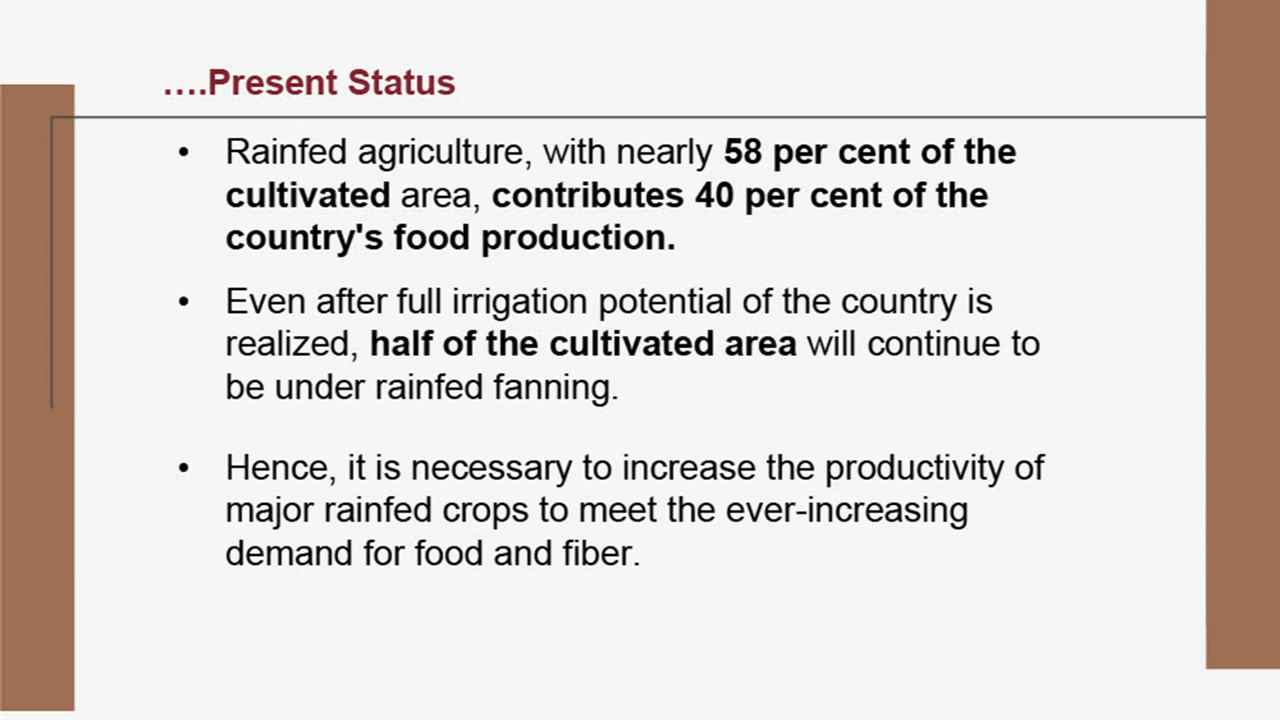 ....Present Status
• Rainfed agriculture, with nearly 58 per cent of the
cultivated area, contributes 40 per cent of the
country's food production.
• Even after full irrigation potential of the country is
realized, half of the cultivated area will continue to
be under rainfed fanning.
• Hence, it is necessary to increase the productivity of
major rainfed crops to meet the ever-increasing
demand for food and fiber.